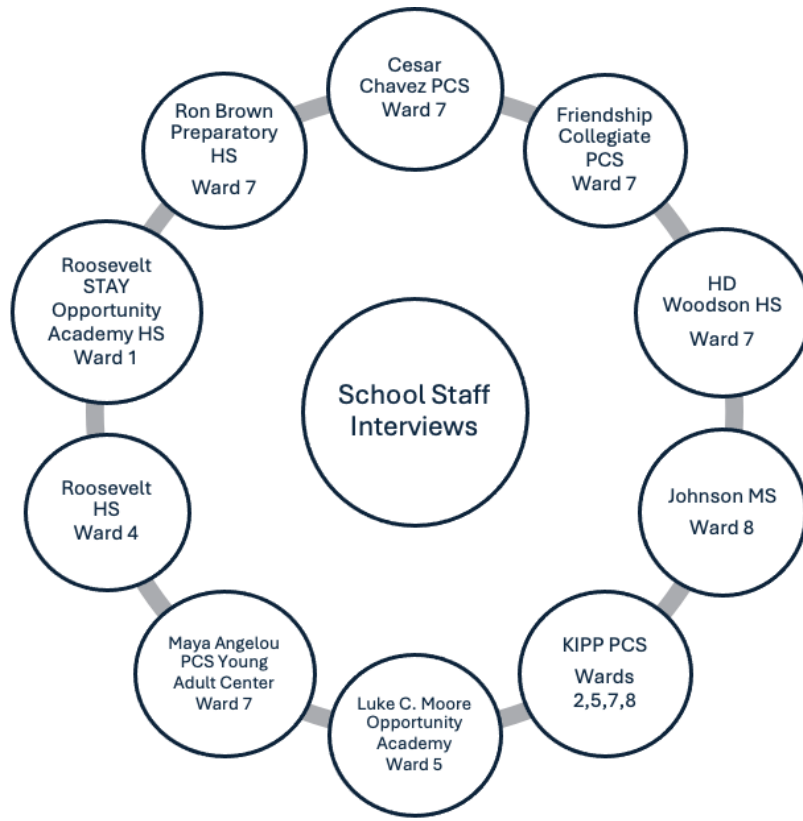 Cesar
Chavez PCS
Ward 7
Friendship
Collegiate
PCS
Ward 7
HD
Woodson HS
Ward 7
Johnson MS
Ward 8
KIPP PCS
Wards
2,5,7,8
Luke C. Moore
Opportunity
Academy
Ward 5
Maya Angelou
PCS Young
Adult Center
Ward 7
Roosevelt
HS
Ward 4
Roosevelt
STAY
Opportunity
Academy HS
Ward 1
Ron Brown
Preparatory
HS
Ward 7
School Staff
Interviews